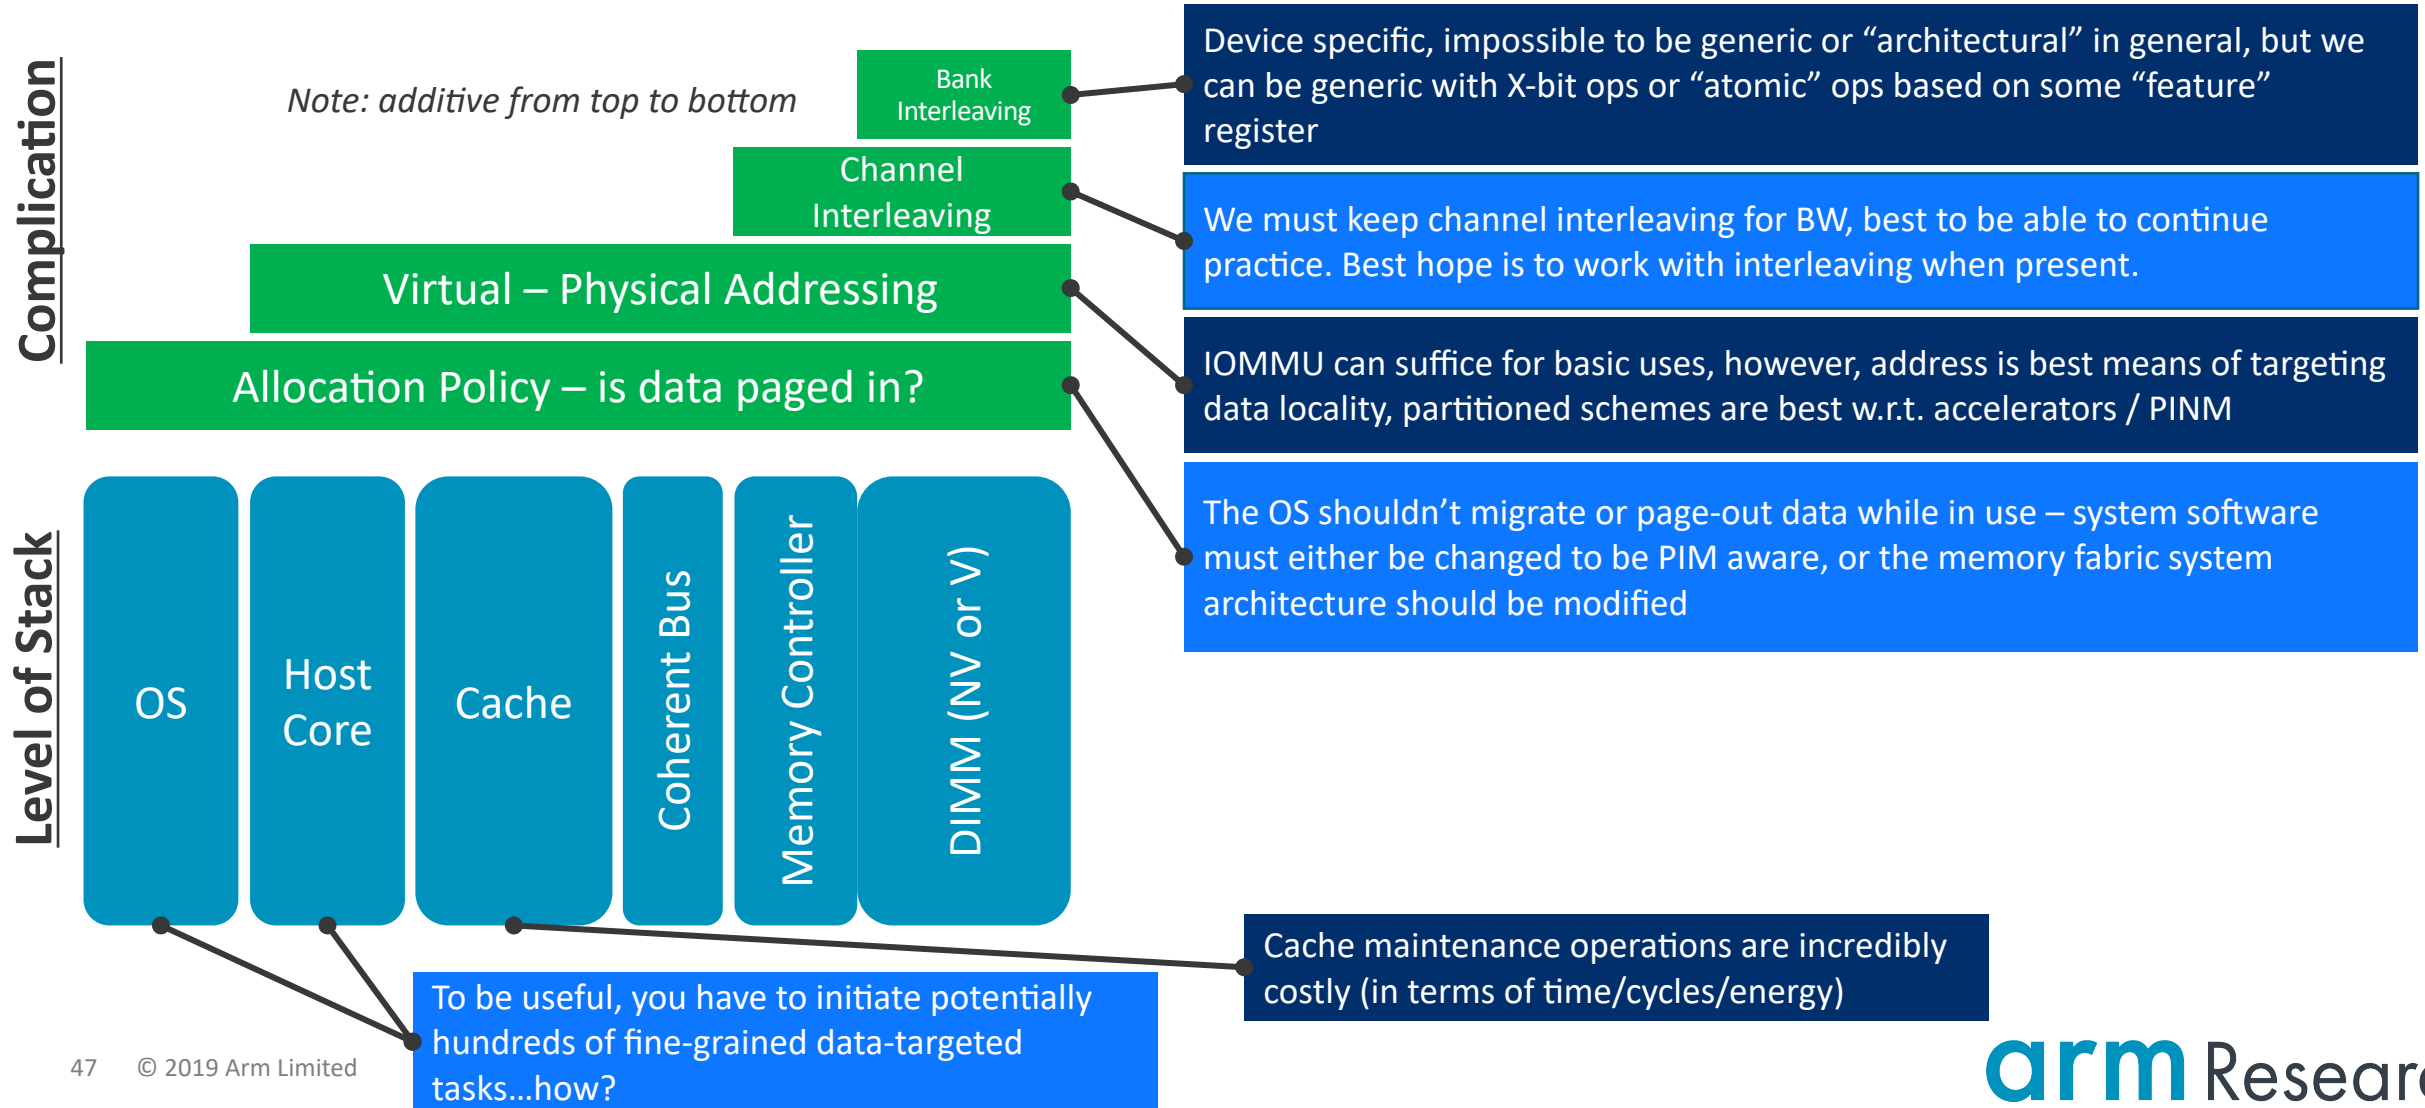 Complication
Note: additive from top to bottom
Bank
Interleaving
Channel
Interleaving
Virtual – Physical Addressing
Allocation Policy – is data paged in?
Device specific, impossible to be generic or “architectural” in general, but we
can be generic with X-bit ops or “atomic” ops based on some “feature”
register
We must keep channel interleaving for BW, best to be able to continue
practice. Best hope is to work with interleaving when present.
IOMMU can suffice for basic uses, however, address is best means of targeting
data locality, partitioned schemes are best w.r.t. accelerators / PINM
The OS shouldn’t migrate or page-out data while in use – system software
must either be changed to be PIM aware, or the memory fabric system
architecture should be modified
Level of Stack
OS
Host
Core
Cache
Coherent Bus
Memory Controller
DIMM (NV or V)
Cache maintenance operations are incredibly
costly (in terms of time/cycles/energy)
To be useful, you have to initiate potentially
hundreds of fine-grained data-targeted
tasks...how?
47 © 2019 Arm Limited
arm Resear